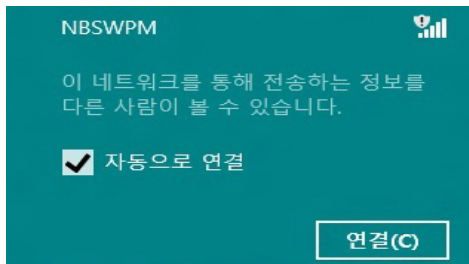 NBSWPM
이 네트워크를 통해 전송하는 정보를
다른 사람이 볼 수 있습니다.
자동으로 연결
연결(C)